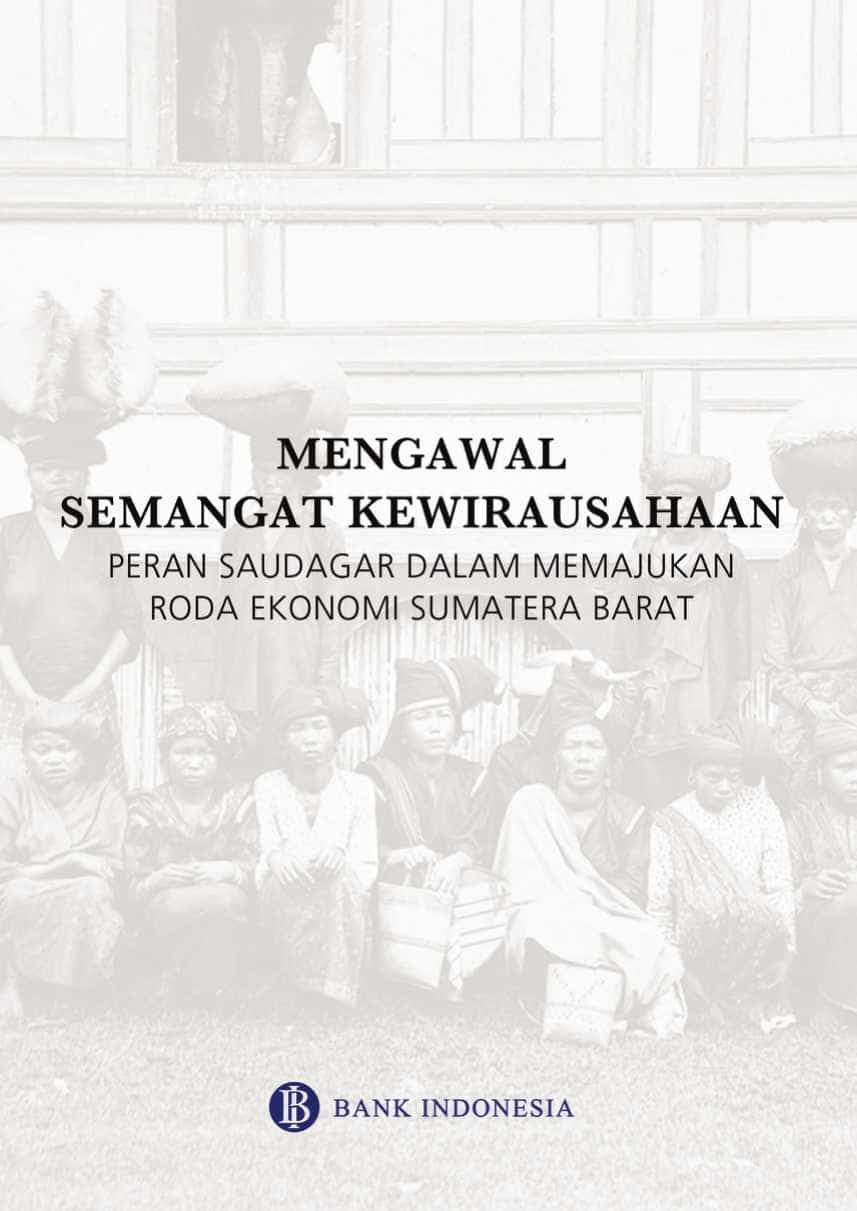 MENGAWAL
SEMANGAT KEWIRAUSAHAAN
PERAN SAUDAGAR DALAM MEMAJUKAN
RODA EKONOMI SUMATERA BARAT
BANK INDONESIA